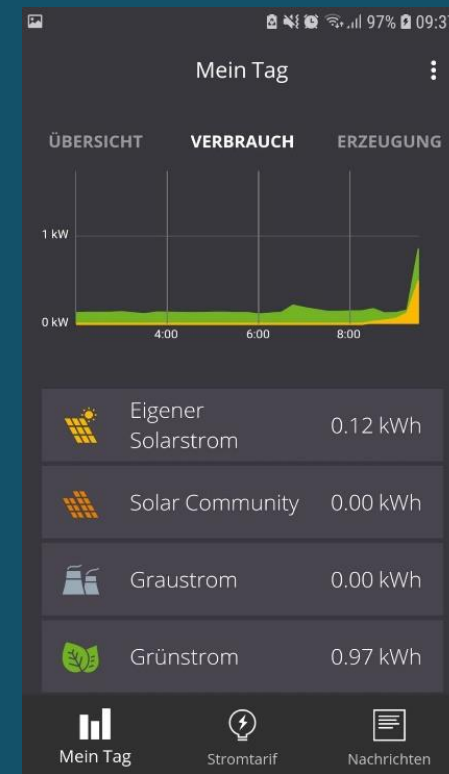 97% 09:37
Mein Tag
ÜBERSICHT VERBRAUCH ERZEUGUNG
1 kW
0 kW
4:00 6:00 8:00
Eigener
Solarstrom 0.12 kWh
Solar Community 0.00 kWh
Graustrom 0.00 kWh
Grünstrom 0.97 kWh
Mein Tag Stromtarif Nachrichten